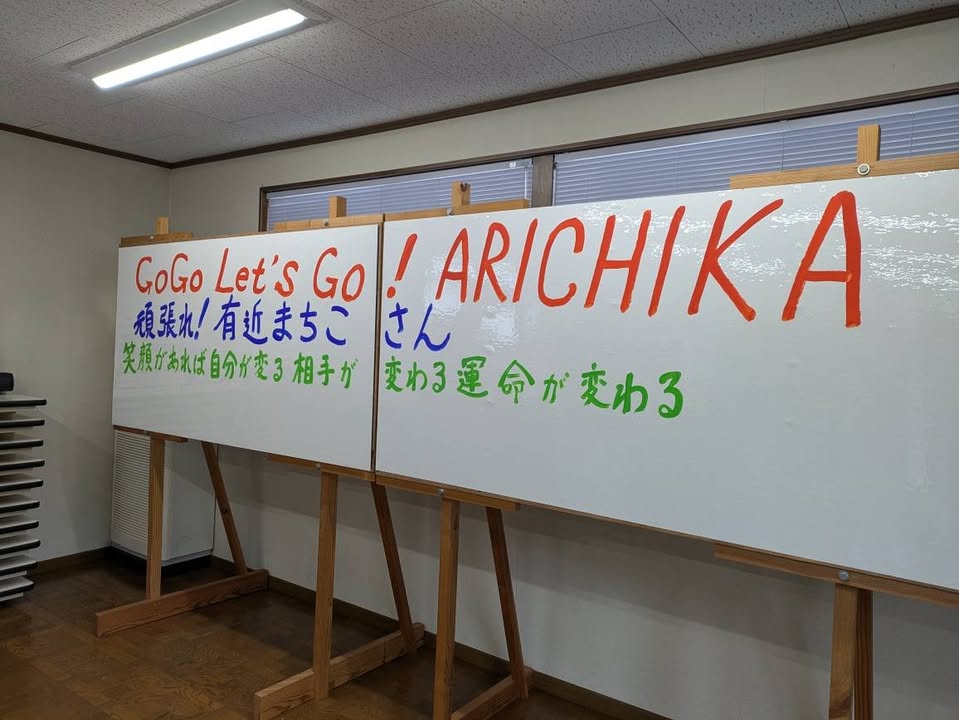 GoGo Let's Go! ARICHIKA
頑張れ!有近まちこさん
笑顔があれば自分が変る相手が変わる運命が変わる